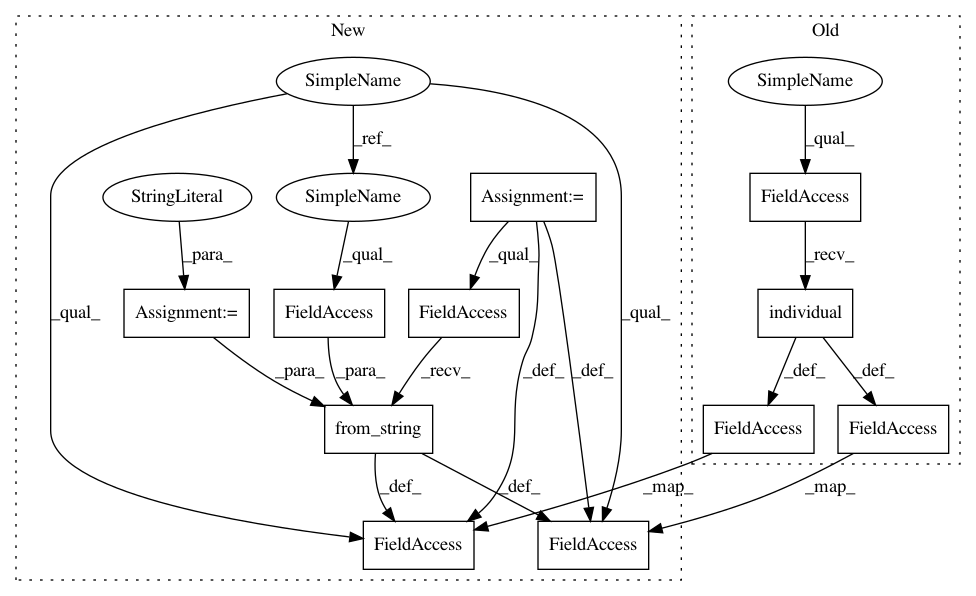 New
Old
SimpleName
SimpleName
_ref_
_qual_
StringLiteral
SimpleName
Assignment:=
FieldAccess
_para_
_qual_
_qual_
_recv_
Assignment:=
FieldAccess
FieldAccess
individual
_qual_
_qual_
_para_
_para_
_recv_
_def_
_def_
_def_
_def_
from_string
FieldAccess
FieldAccess
_def_
_def_
_map_
_map_
FieldAccess
FieldAccess